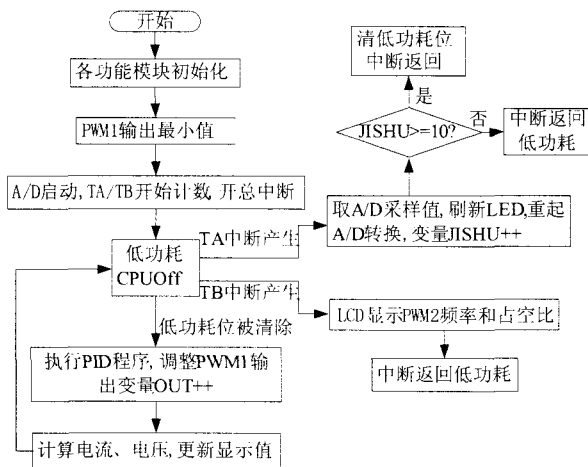 开始
各功能模块初始化
PWM1输出最小值
A/D启动,TA/TB开始计数,开总中断
低功耗
CPUOff
低功耗位被清除
执行PID程序,调整PWM1输
出变量OUT++
计算电流、电压,更新显示值
TA中断产生
TB中断产生
清低功耗位
中断返回
是
JISHU>=10?
否
中断返回
低功耗
取A/D采样值,刷新LED,重起
A/D转换,变量JISHU++
LCD显示PWM2频率和占空比
中断返回低功耗